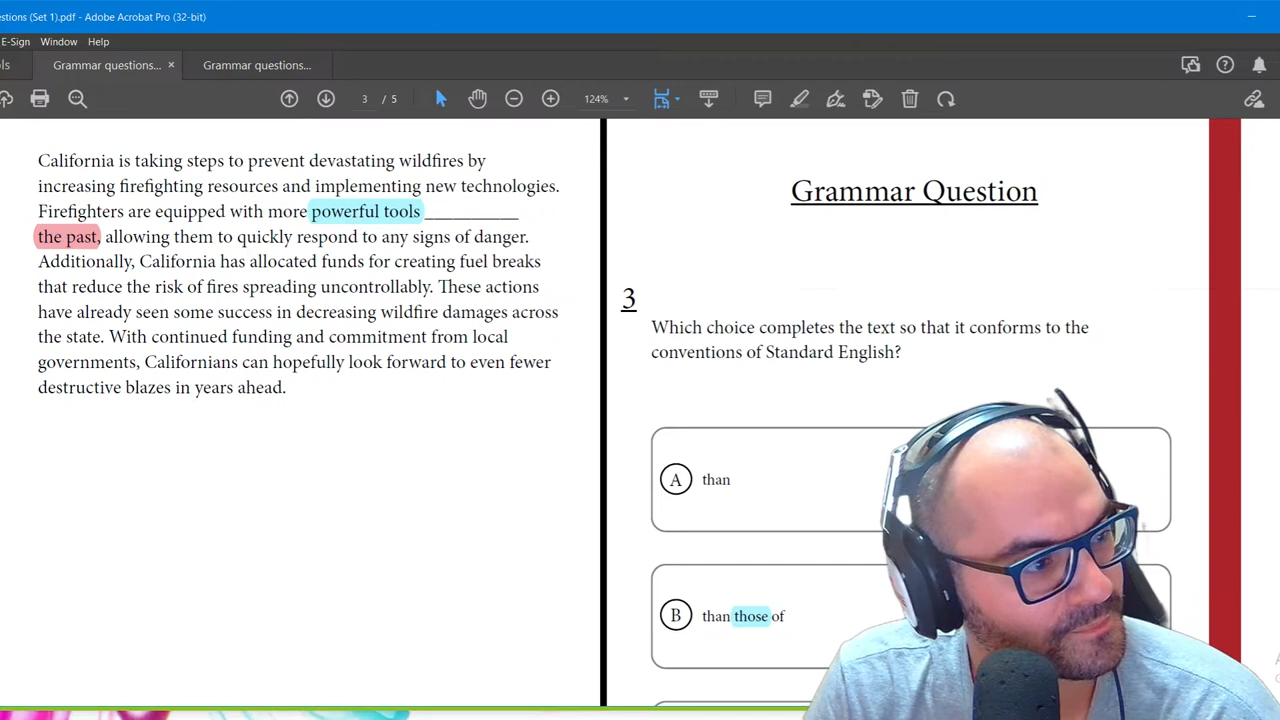 estions (Set 1).pdf - Adobe Acrobat Pro (32-bit)
E-Sign Window Help
ls Grammar questions... × Grammar questions...
3 / 5 124%
California is taking steps to prevent devastating wildfires by
increasing firefighting resources and implementing new technologies.
Firefighters are equipped with more powerful tools __________
the past, allowing them to quickly respond to any signs of danger.
Additionally, California has allocated funds for creating fuel breaks
that reduce the risk of fires spreading uncontrollably. These actions
have already seen some success in decreasing wildfire damages across
the state. With continued funding and commitment from local
governments, Californians can hopefully look forward to even fewer
destructive blazes in years ahead.
Grammar Question
3
Which choice completes the text so that it conforms to the
conventions of Standard English?
A than
B than those of